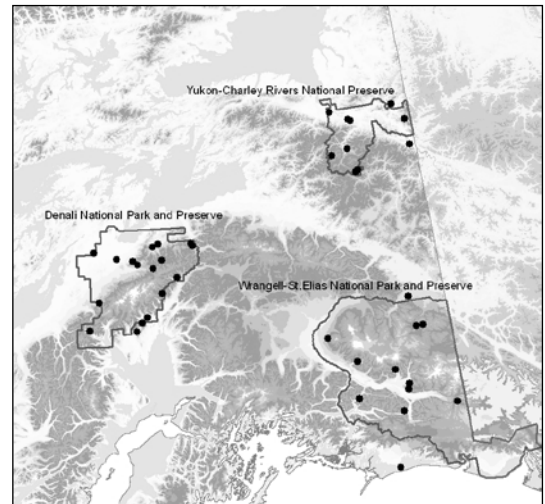 Yukon-Charley Rivers National Preserve
Denali National Park and Preserve
Wrangell-St.Elias National Park and Preserve